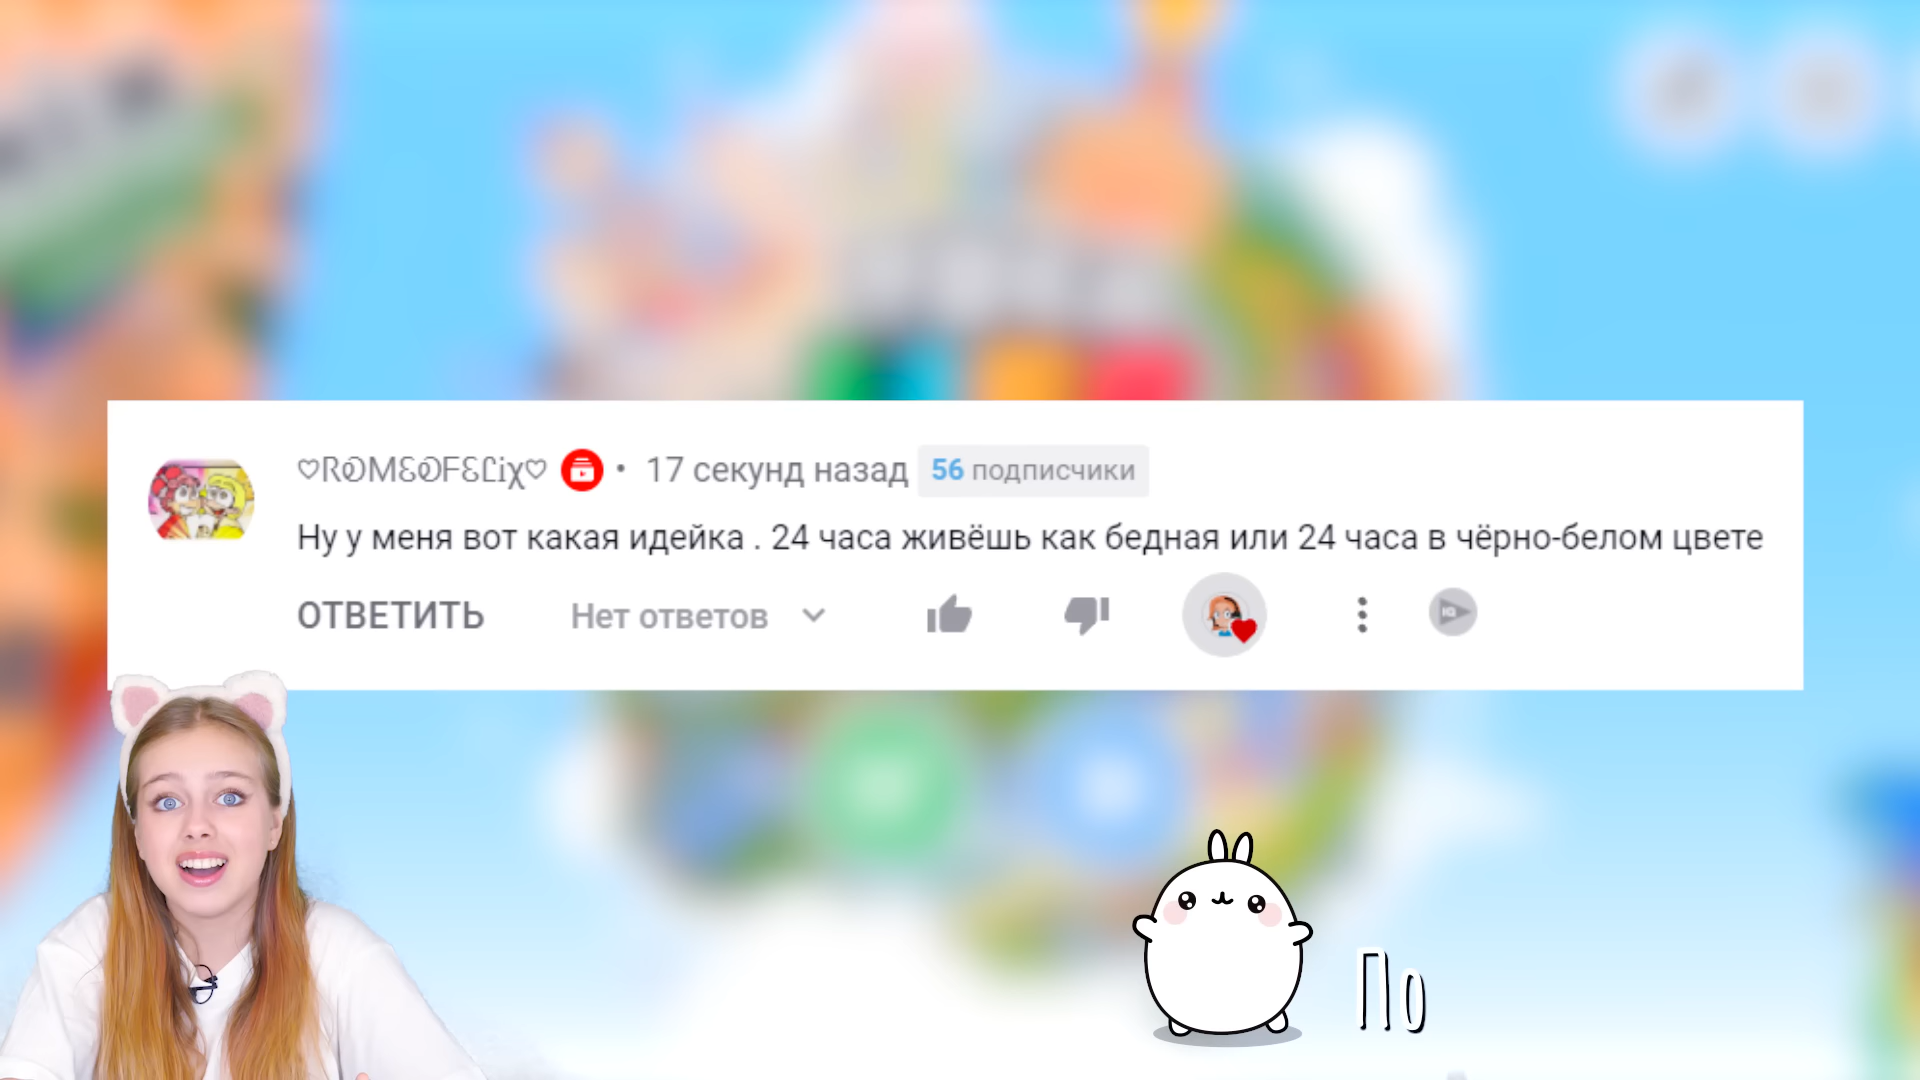 ♡ᖇᎧMᏋᎧFᏋᏝiχ♡ • 17 секунд назад 56 подписчики
Ну у меня вот какая идейка . 24 часа живёшь как бедная или 24 часа в чёрно-белом цвете
ОТВЕТИТЬ Нет ответов
По